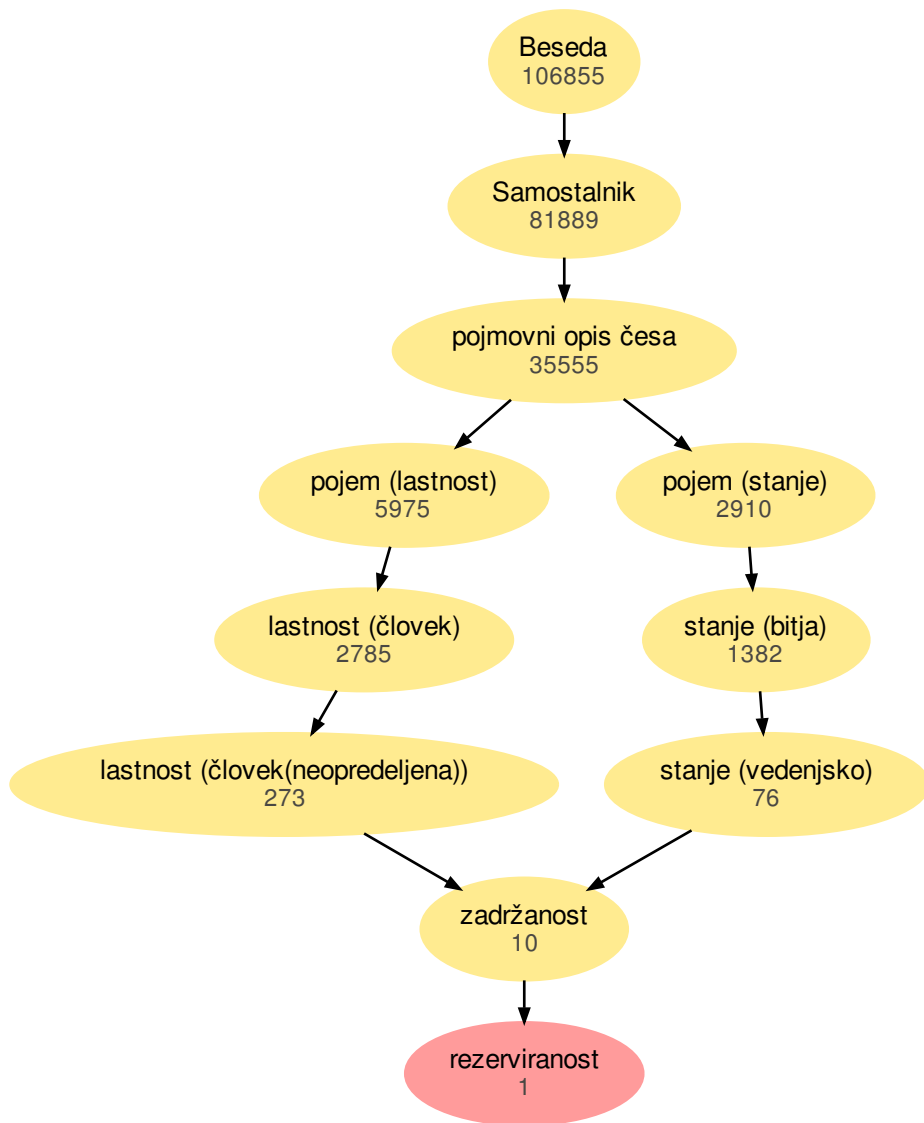 Beseda
106855
Samostalnik
81889
pojmovni opis česa
35555
pojem (lastnost)
5975
pojem (stanje)
2910
lastnost (človek)
2785
stanje (bitja)
1382
lastnost (človek(neopredeljena))
273
stanje (vedenjsko)
76
zadržanost
10
rezerviranost
1